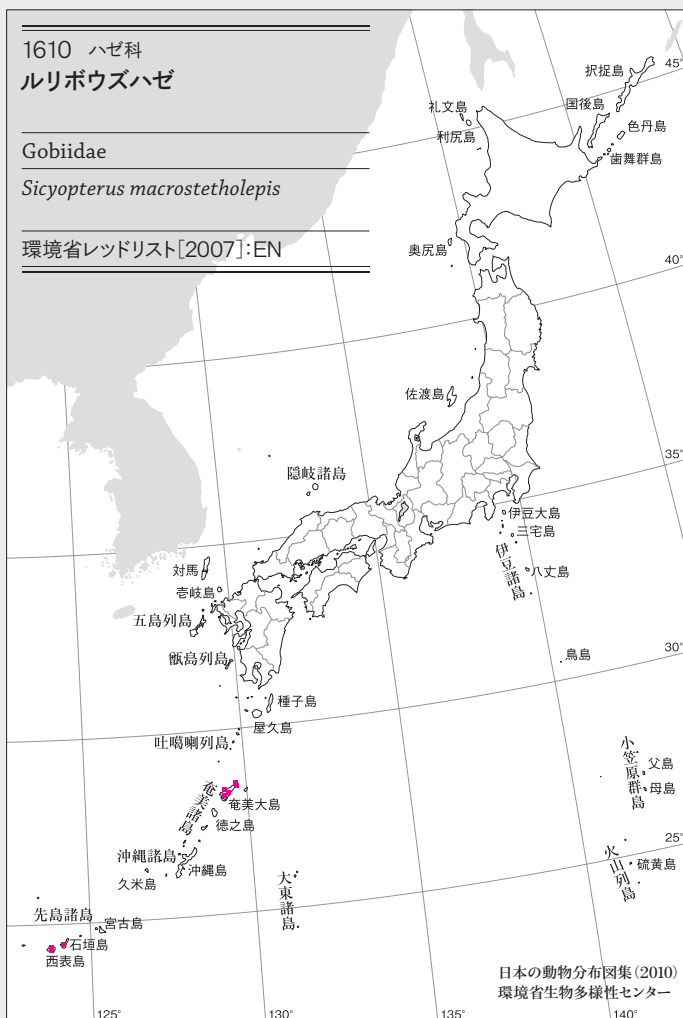 1610 ハゼ科
ルリボウズハゼ
Gobiidae
Sicyopterus macrostetholepis
環境省レッドリスト[2007]:EN
45°
択捉島
国後島
礼文島
色丹島
利尻島
歯舞群島
奥尻島
40°
佐渡島
35°
隠岐諸島
伊豆大島
三宅島
伊豆諸島
八丈島
対馬
壱岐島
五島列島
甑島列島
鳥島
30°
種子島
屋久島
吐噶喇列島
小笠原群島
父島
母島
奄美諸島
奄美大島
徳之島
25°
沖縄諸島
沖縄島
火山列島
硫黄島
久米島
大東諸島
先島諸島
宮古島
石垣島
西表島
日本の動物分布図集(2010)
環境省生物多様性センター
125°
130°
135°
140°